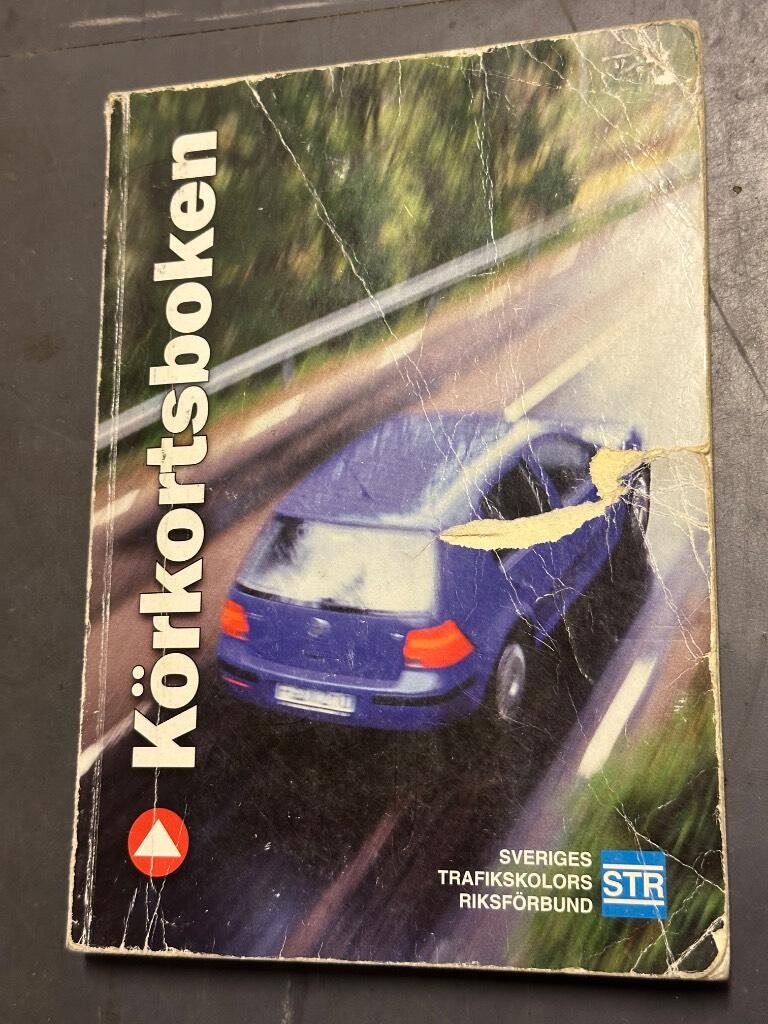 Körkortsboken
SVERIGES
TRAFIKSKOLORS
RIKSFÖRBUND
STR